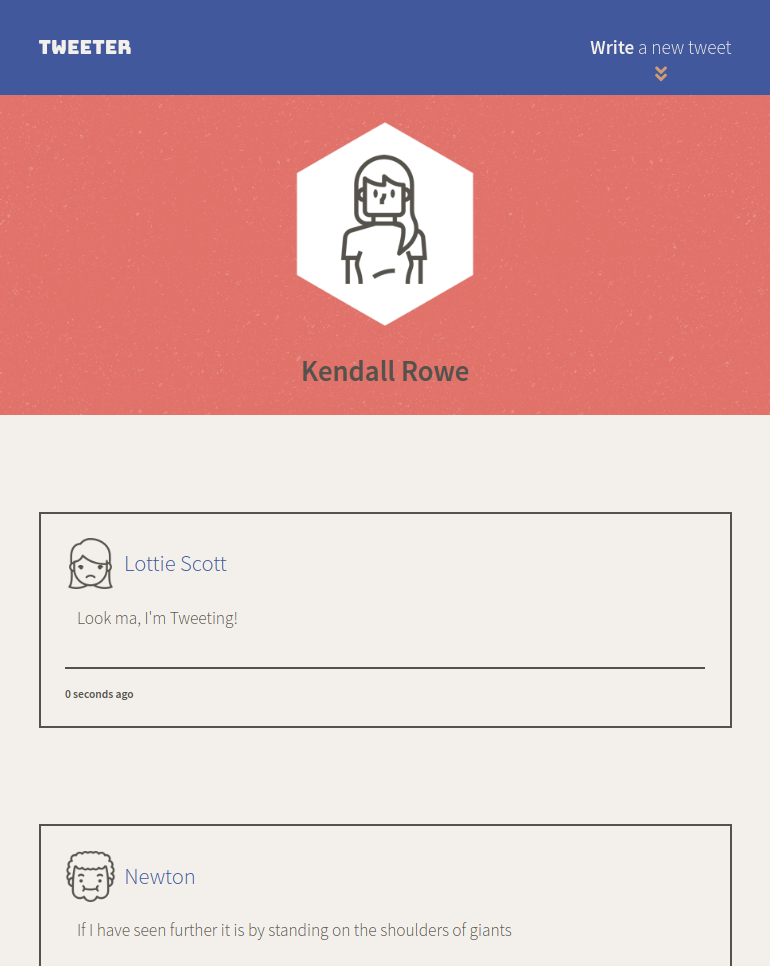 TWEETER
Write a new tweet
Kendall Rowe
Lottie Scott
Look ma, I'm Tweeting!
0 seconds ago
Newton
If I have seen further it is by standing on the shoulders of giants